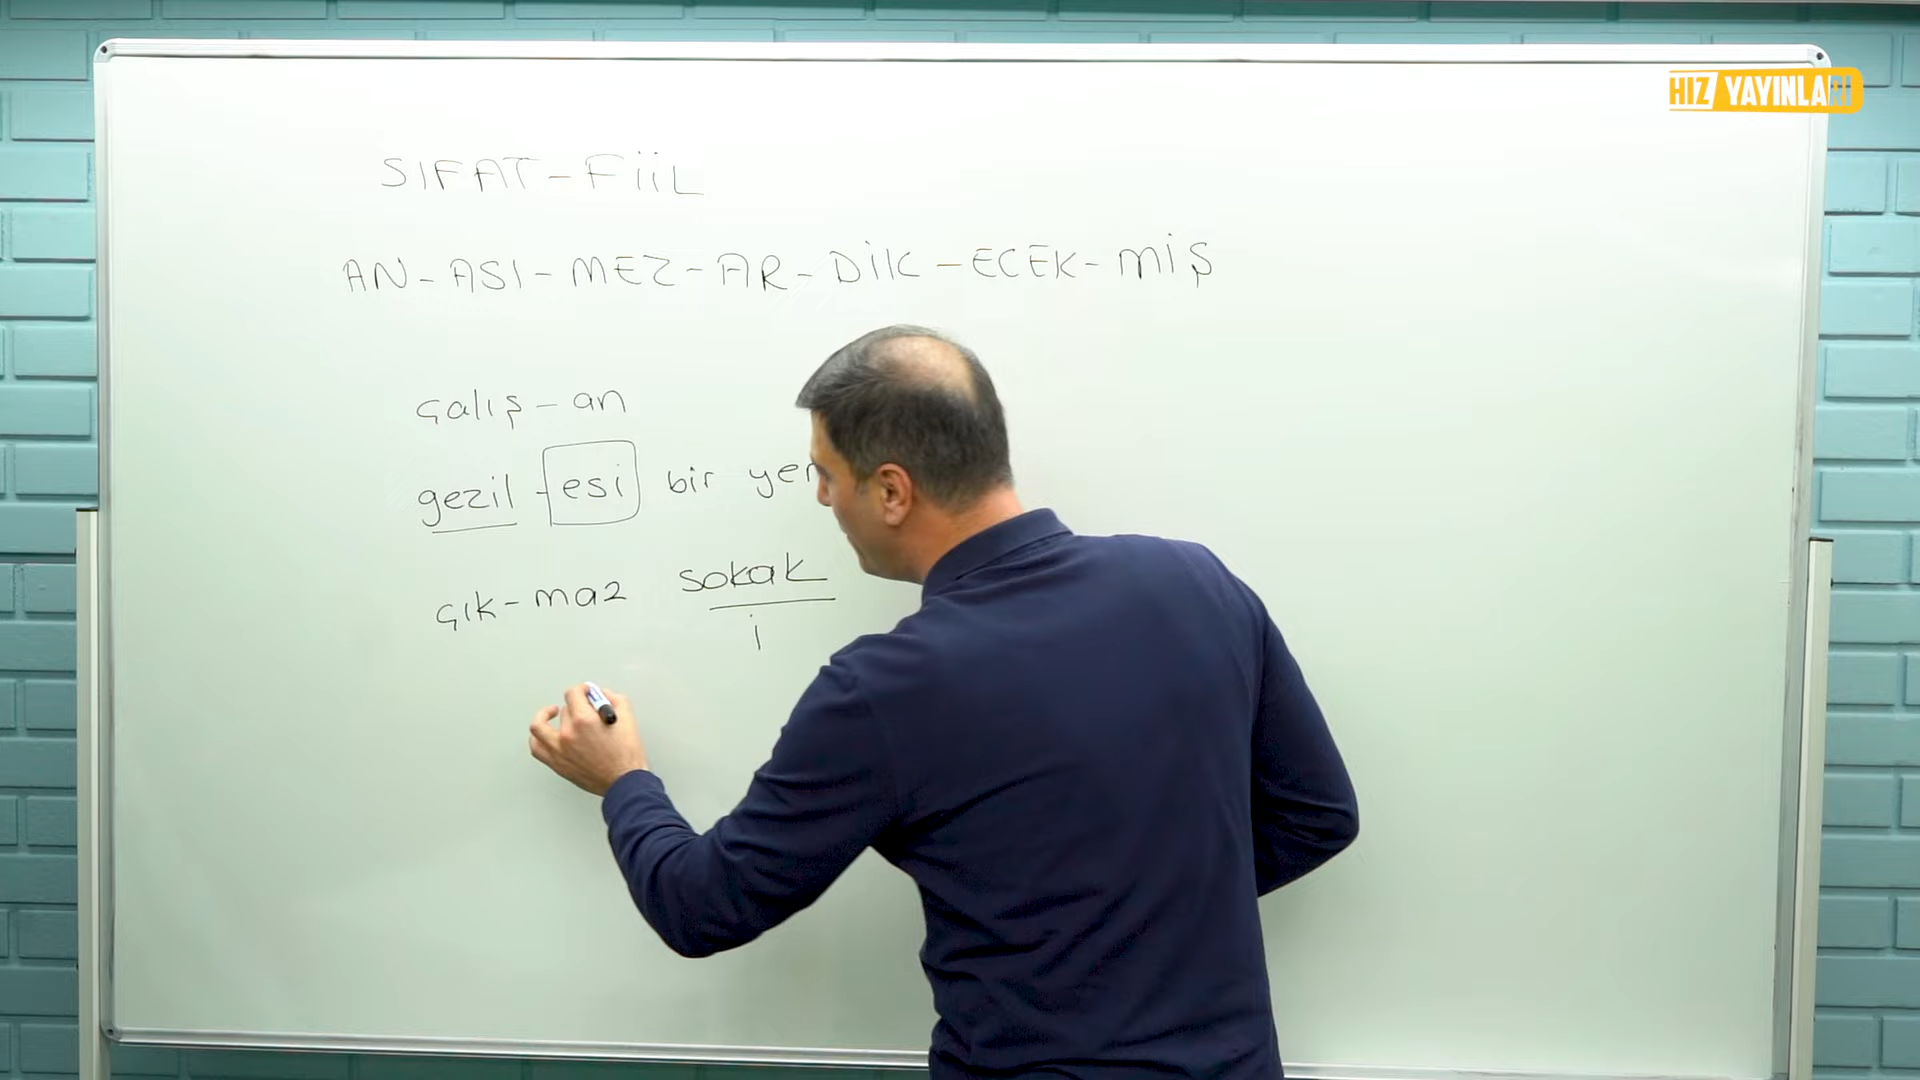 HIZ YAYINLARI
SIFAT-FİİL
AN-ASI-MEZ-AR-DİK-ECEK-MİŞ
çalış-an
gezil-esi bir yer
çık-maz sokak
i